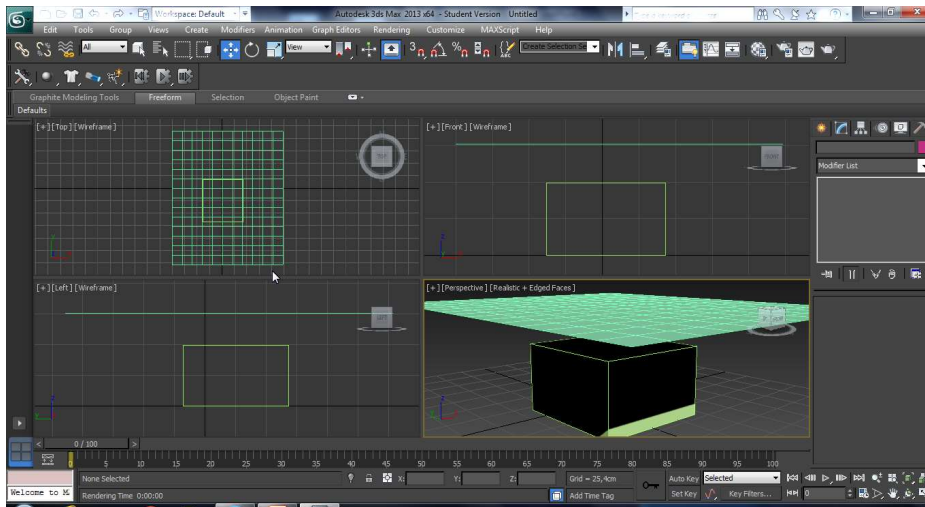 Workspace: Default Autodesk 3ds Max 2013 x64 - Student Version Untitled
Edit Tools Group Views Create Modifiers Animation Graph Editors Rendering Customize MAXScript Help
All View Create Selection Se
Graphite Modeling Tools Freeform Selection Object Paint
Defaults
[+][Top][Wireframe] [+][Front][Wireframe]
TOP
Modifier List
[+][Left][Wireframe] [+][Perspective][Realistic + Edged Faces]
LEFT
0 / 100
0 5 10 15 20 25 30 35 40 45 50 55 60 65 70 75 80 85 90 95 100
None Selected X: Y: Z: Grid = 25,4cm Auto Key Selected
Welcome to M Rendering Time 0:00:00 Add Time Tag Set Key Key Filters... 0